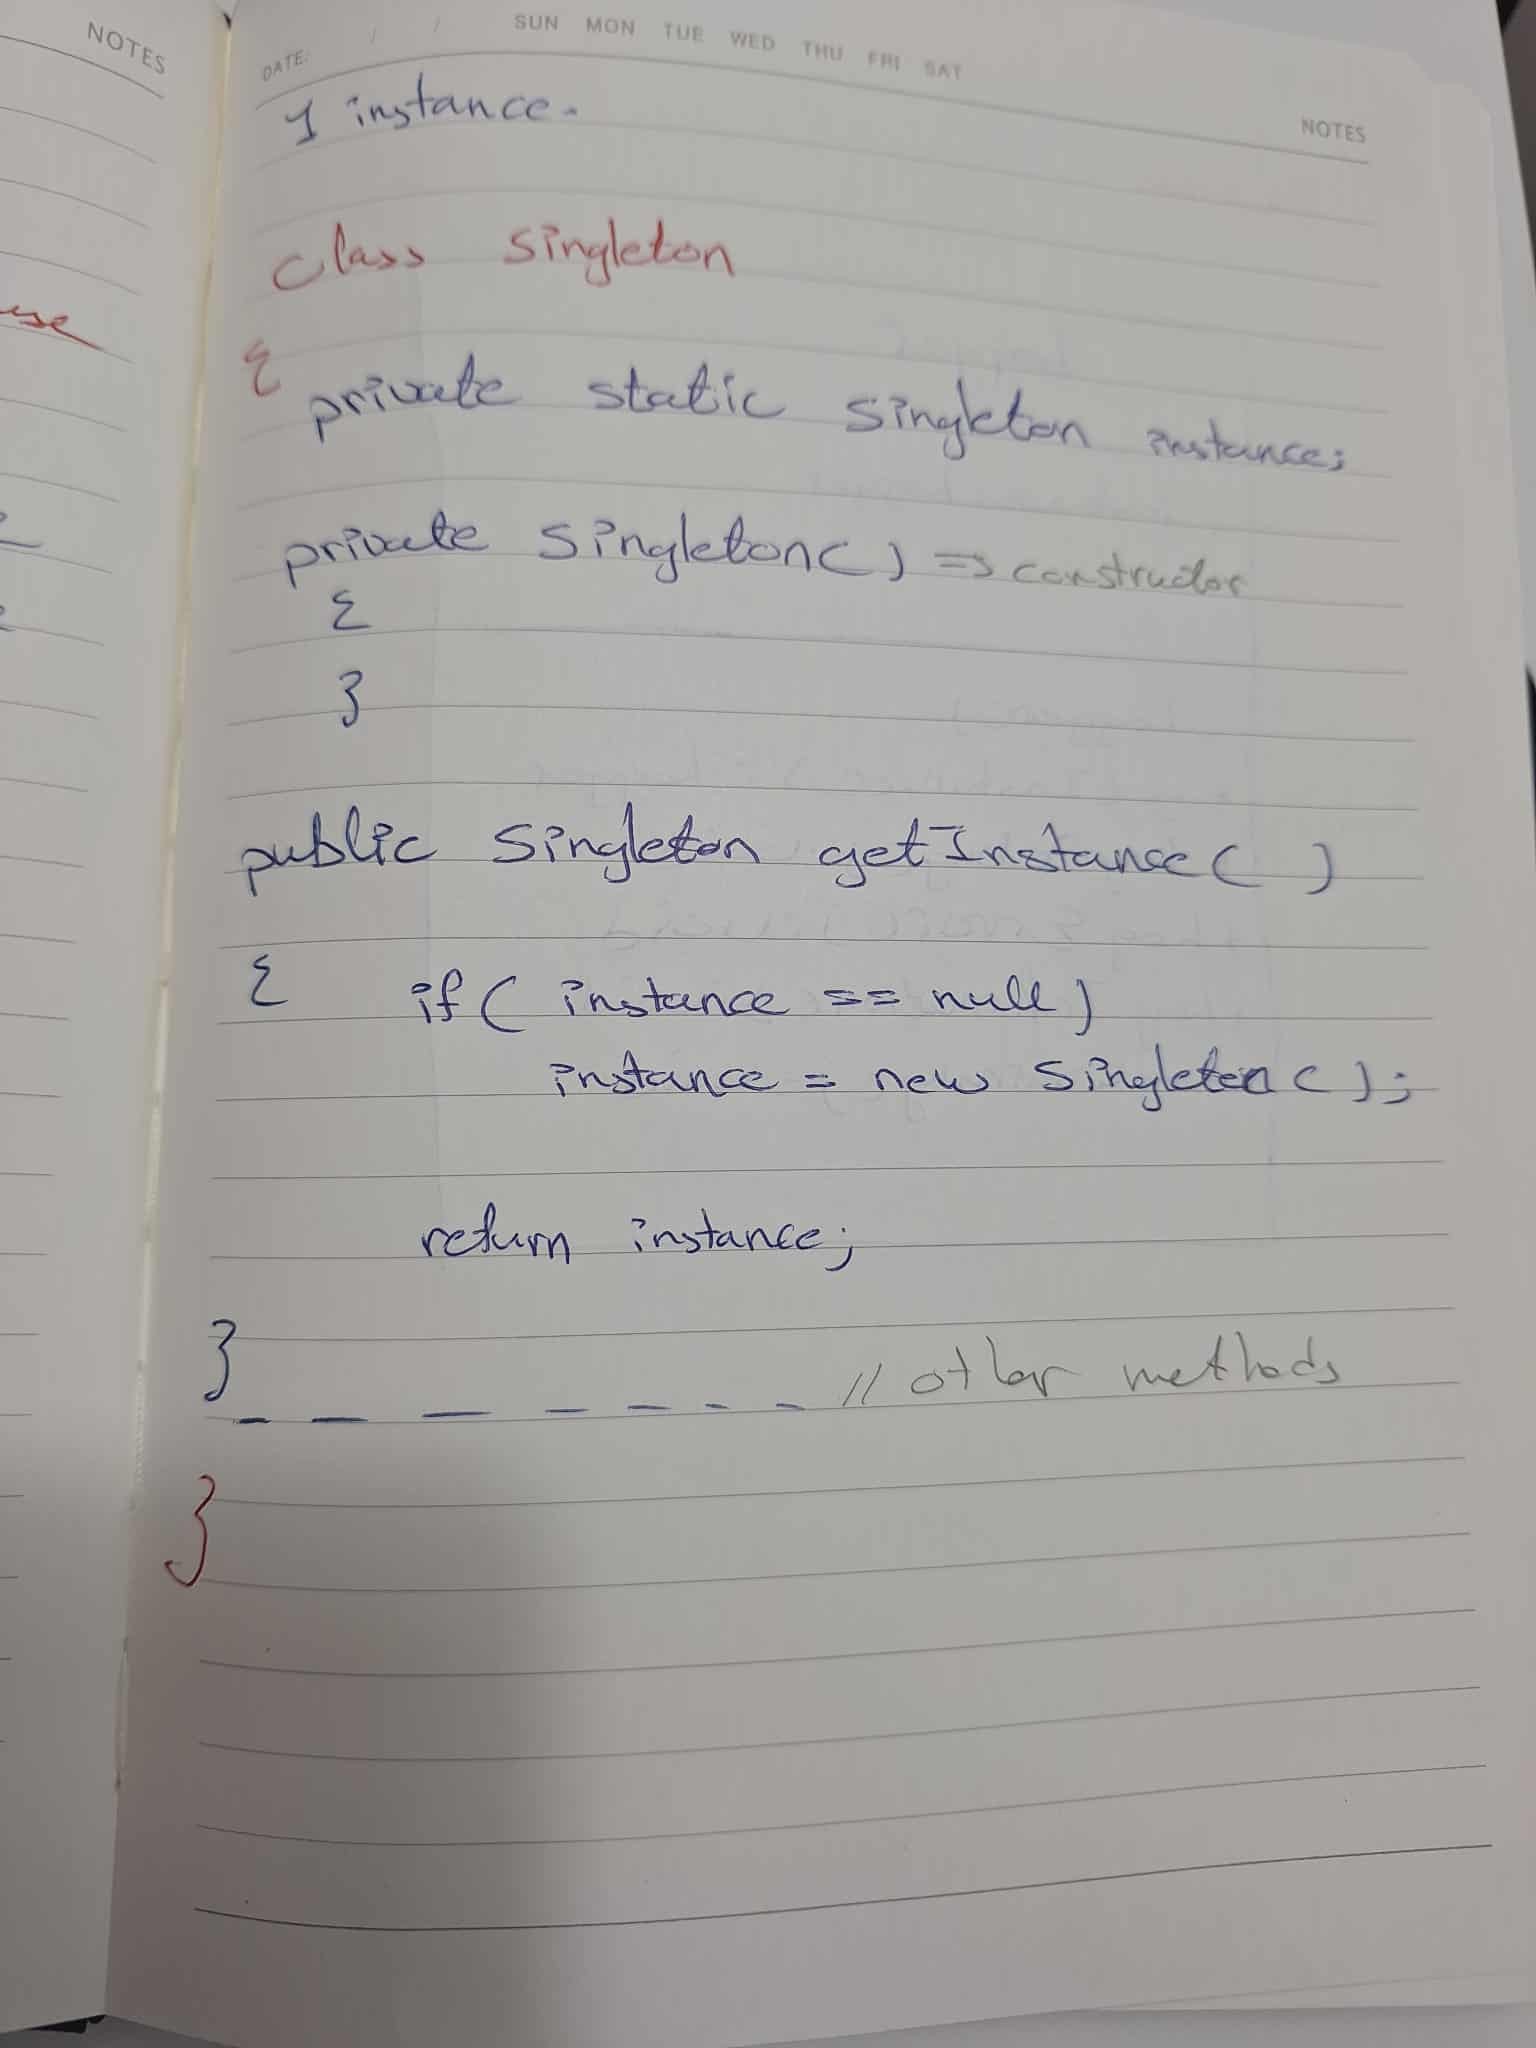 NOTES
DATE: / / SUN MON TUE WED THU FRI SAT
NOTES
1 instance.
class Singleton
{
private static Singleton instance;
private Singleton() => constructor
{
}
public Singleton getInstance( )
{ if( instance == null)
instance = new Singleton();
return instance;
}
_ _ _ _ _ _ _ // other methods
}